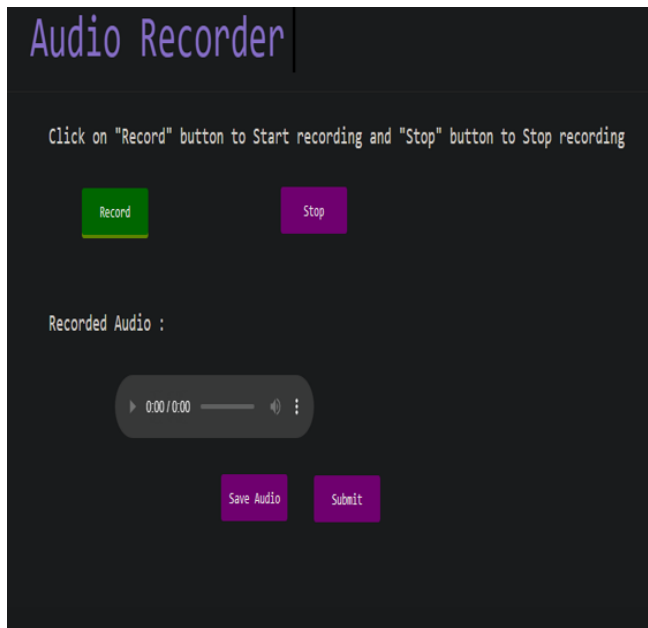 Audio Recorder
Click on "Record" button to Start recording and "Stop" button to Stop recording
Record
Stop
Recorded Audio :
0:00 / 0:00
Save Audio
Submit